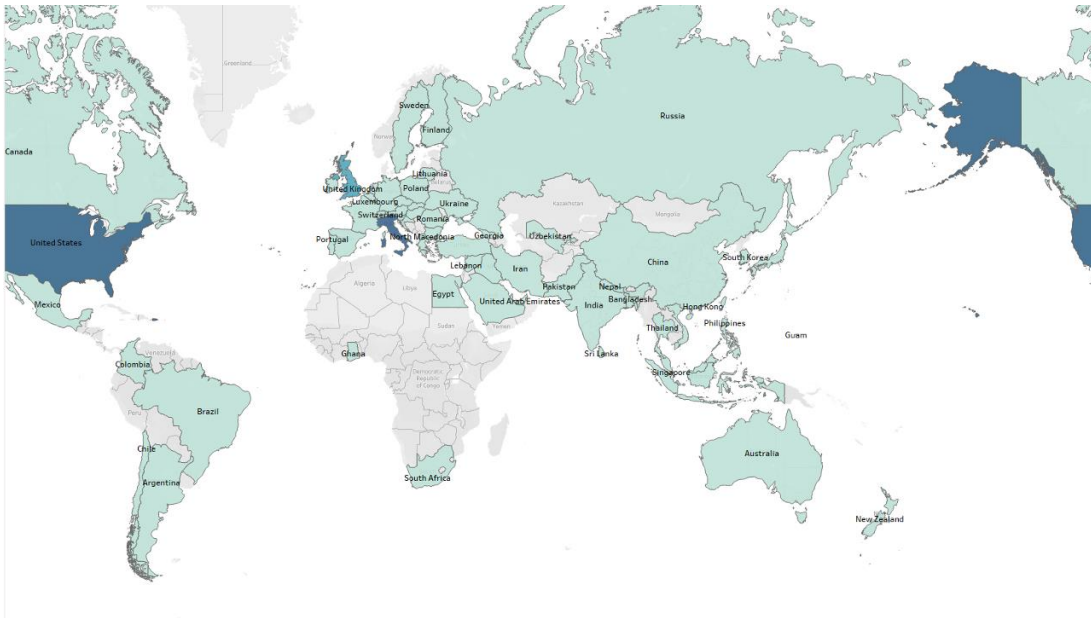 Greenland
Sweden
Finland
Norway
Russia
Canada
Lithuania
Belarus
United Kingdom
Poland
Luxembourg
Ukraine
Kazakhstan
Mongolia
Switzerland
Romania
United States
Portugal
North Macedonia
Georgia
Uzbekistan
South Korea
Lebanon
Iran
China
Algeria
Libya
Egypt
Pakistan
Nepal
Mexico
United Arab Emirates
India
Bangladesh
Hong Kong
Sudan
Yemen
Thailand
Philippines
Guam
Ghana
Sri Lanka
Venezuela
Colombia
Singapore
Democratic
Republic
of Congo
Peru
Brazil
Chile
Australia
Argentina
South Africa
New Zealand